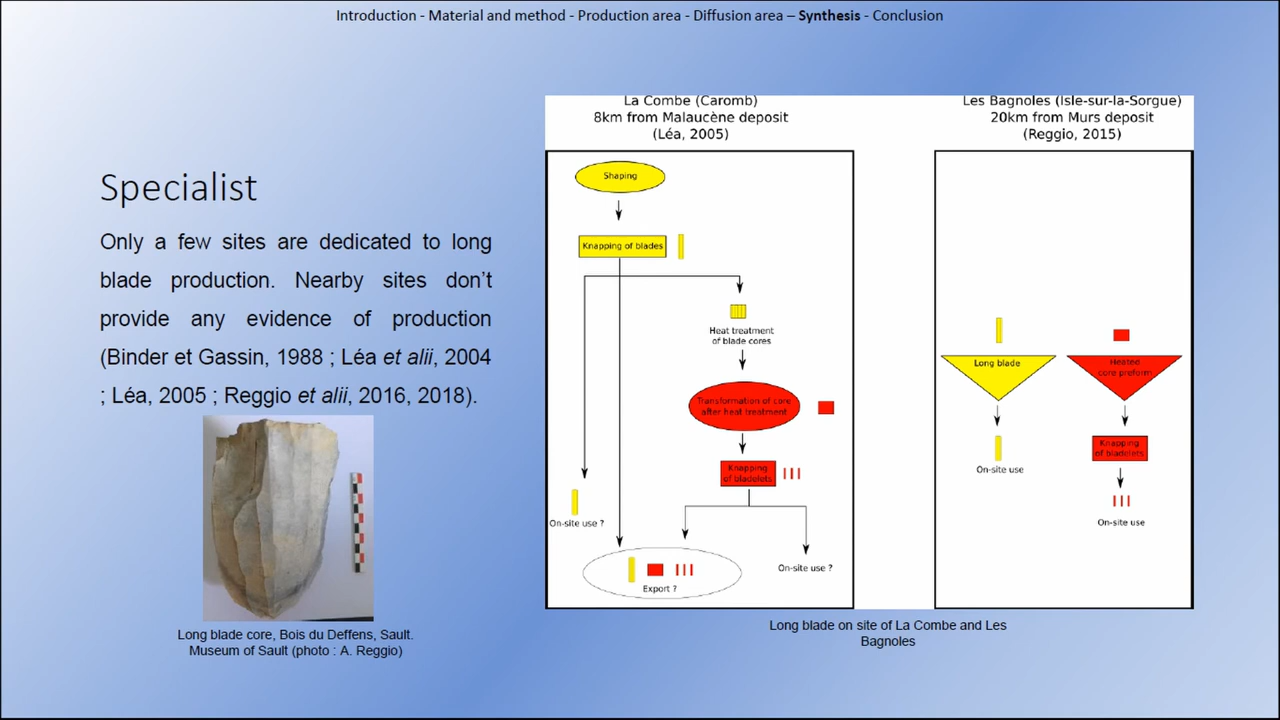 Introduction - Material and method - Production area - Diffusion area – Synthesis - Conclusion
Specialist
Only a few sites are dedicated to long
blade production. Nearby sites don't
provide any evidence of production
(Binder et Gassin, 1988 ; Léa et alii, 2004
; Léa, 2005 ; Reggio et alii, 2016, 2018).
Long blade core, Bois du Deffens, Sault.
Museum of Sault (photo : A. Reggio)
La Combe (Caromb)
8km from Malaucène deposit
(Léa, 2005)
Shaping
Knapping of blades
Heat treatment
of blade cores
Transformation of core
after heat treatment
Knapping
of bladelets
On-site use ?
Export ?
On-site use ?
Les Bagnoles (Isle-sur-la-Sorgue)
20km from Murs deposit
(Reggio, 2015)
Long blade
Heated
core preform
On-site use
Knapping
of bladelets
On-site use
Long blade on site of La Combe and Les
Bagnoles